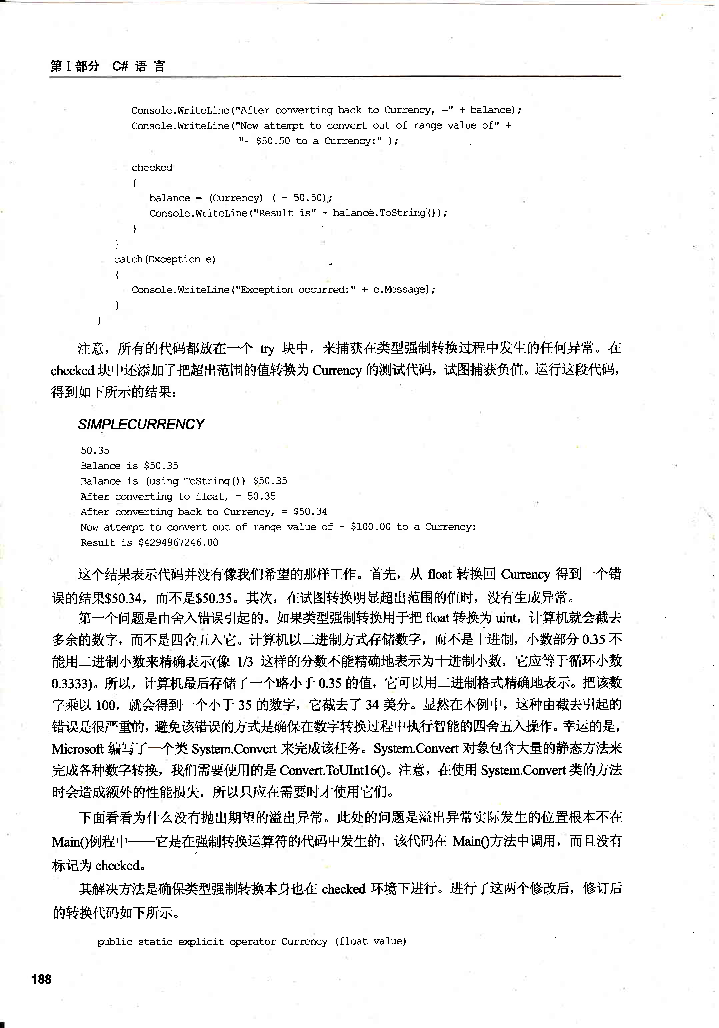 第 I 部分 C# 语 言
Console.WriteLine("After converting back to Currency, =" + balance);
Console.WriteLine("Now attempt to convert out of range value of" +
"- $50.50 to a Currency:" );
checked
{
balance = (Currency) ( - 50.50);
Console.WriteLine("Result is" + balance.ToString());
}
}
catch(Exception e)
{
Console.WriteLine("Exception occurred:" + e.Message);
}
}
注意，所有的代码都放在一个 try 块中，来捕获在类型强制转换过程中发生的任何异常。在
checked 块中还添加了把超出范围的值转换为 Currency 的测试代码，试图捕获负值。运行这段代码，
得到如下所示的结果：
SIMPLECURRENCY
50.35
Balance is $50.35
Balance is (using ToString()) $50.35
After converting to float, = 50.35
After converting back to Currency, = $50.34
Now attempt to convert out of range value of - $100.00 to a Currency:
Result is $4294967246.00
这个结果表示代码并没有像我们希望的那样工作。首先，从 float 转换回 Currency 得到一个错
误的结果$50.34，而不是$50.35。其次，在试图转换明显超出范围的值时，没有生成异常。
第一个问题是由舍入错误引起的。如果类型强制转换用于把 float 转换为 uint，计算机就会截去
多余的数字，而不是四舍五入它。计算机以二进制方式存储数字，而不是十进制，小数部分 0.35 不
能用二进制小数来精确表示(像 1/3 这样的分数不能精确地表示为十进制小数，它应等于循环小数
0.3333)。所以，计算机最后存储了一个略小于 0.35 的值，它可以用二进制格式精确地表示。把该数
字乘以 100，就会得到一个小于 35 的数字，它截去了 34 美分。显然在本例中，这种由截去引起的
错误是很严重的，避免该错误的方式是确保在数字转换过程中执行智能的四舍五入操作。幸运的是，
Microsoft 编写了一个类 System.Convert 来完成该任务。System.Convert 对象包含大量的静态方法来
完成各种数字转换，我们需要使用的是 Convert.ToUInt16()。注意，在使用 System.Convert 类的方法
时会造成额外的性能损失，所以只应在需要时才使用它们。
下面看看为什么没有抛出期望的溢出异常。此处的问题是溢出异常实际发生的位置根本不在
Main()例程中——它是在强制转换运算符的代码中发生的，该代码在 Main()方法中调用，而且没有
标记为 checked。
其解决方法是确保类型强制转换本身也在 checked 环境下进行。进行了这两个修改后，修订后
的转换代码如下所示。
public static explicit operator Currency (float value)
188